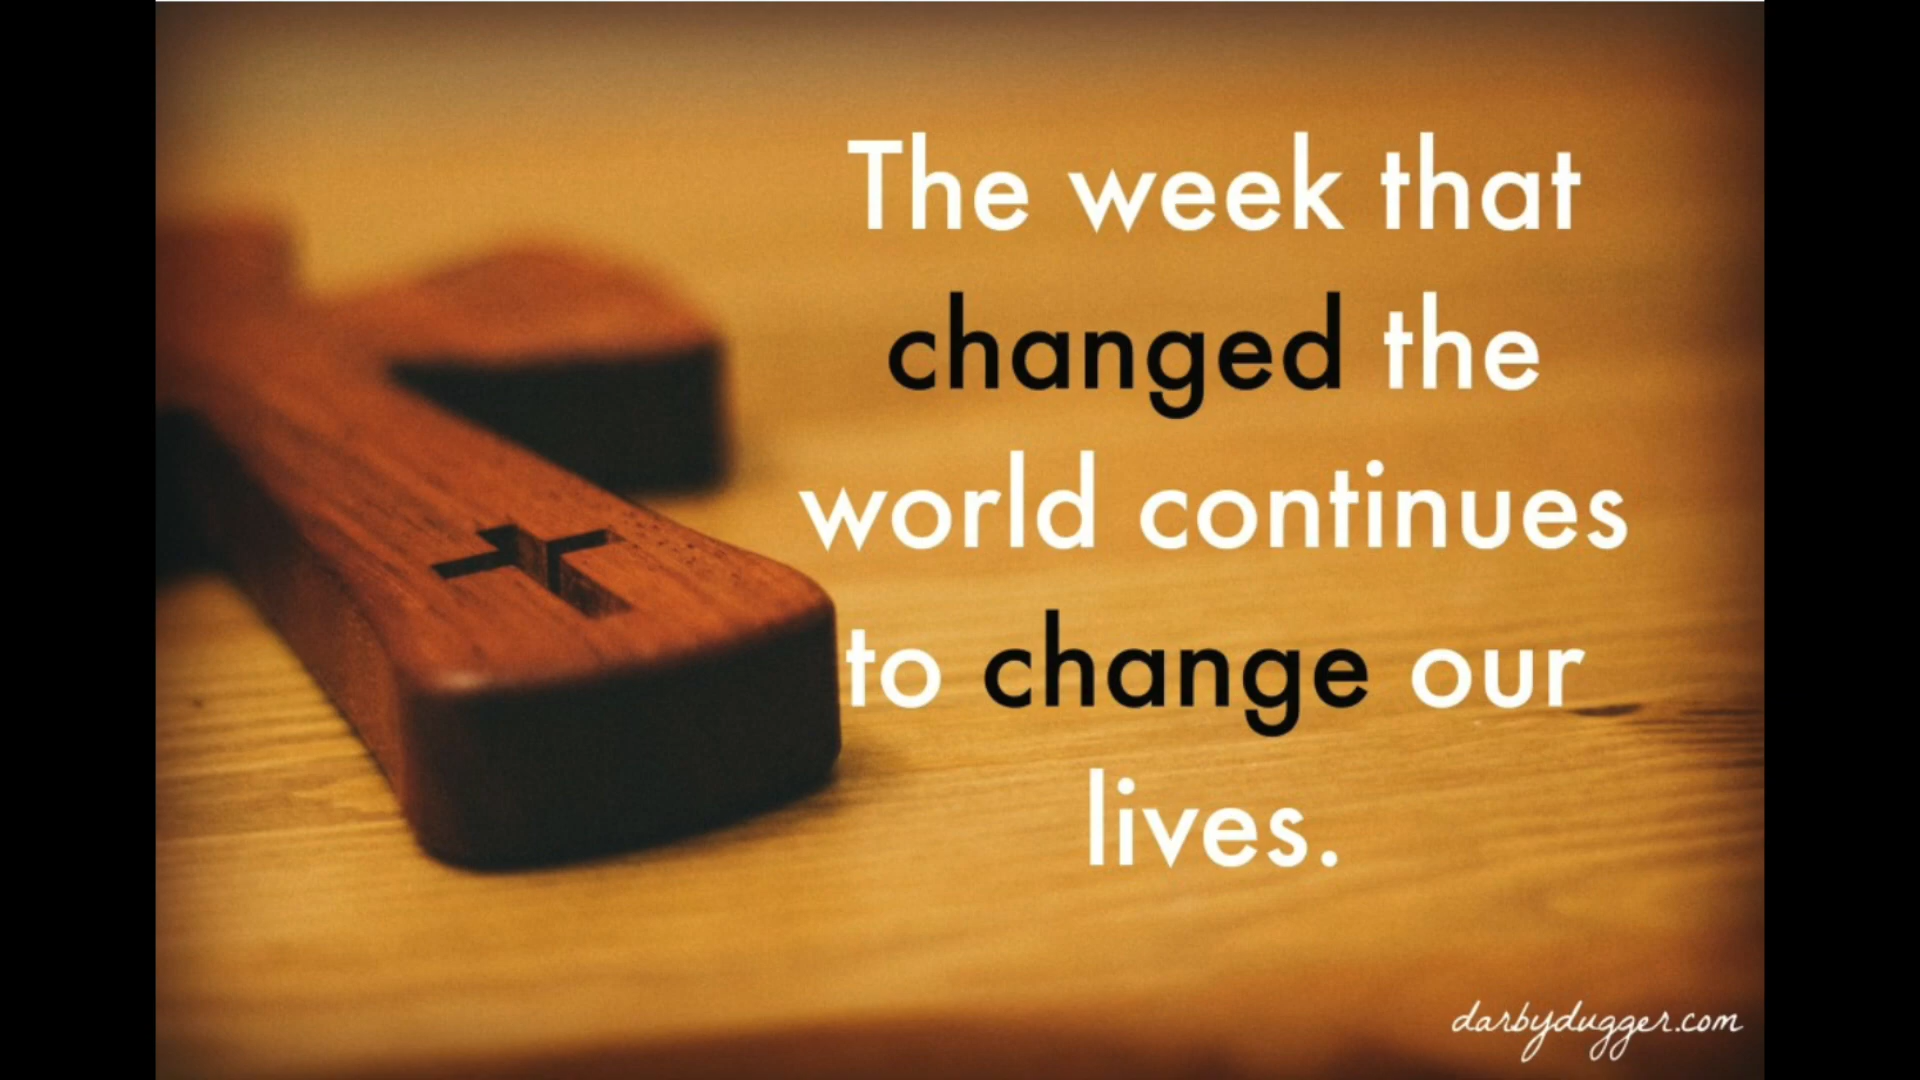 The week that
changed the
world continues
to change our
lives.
darbydugger.com